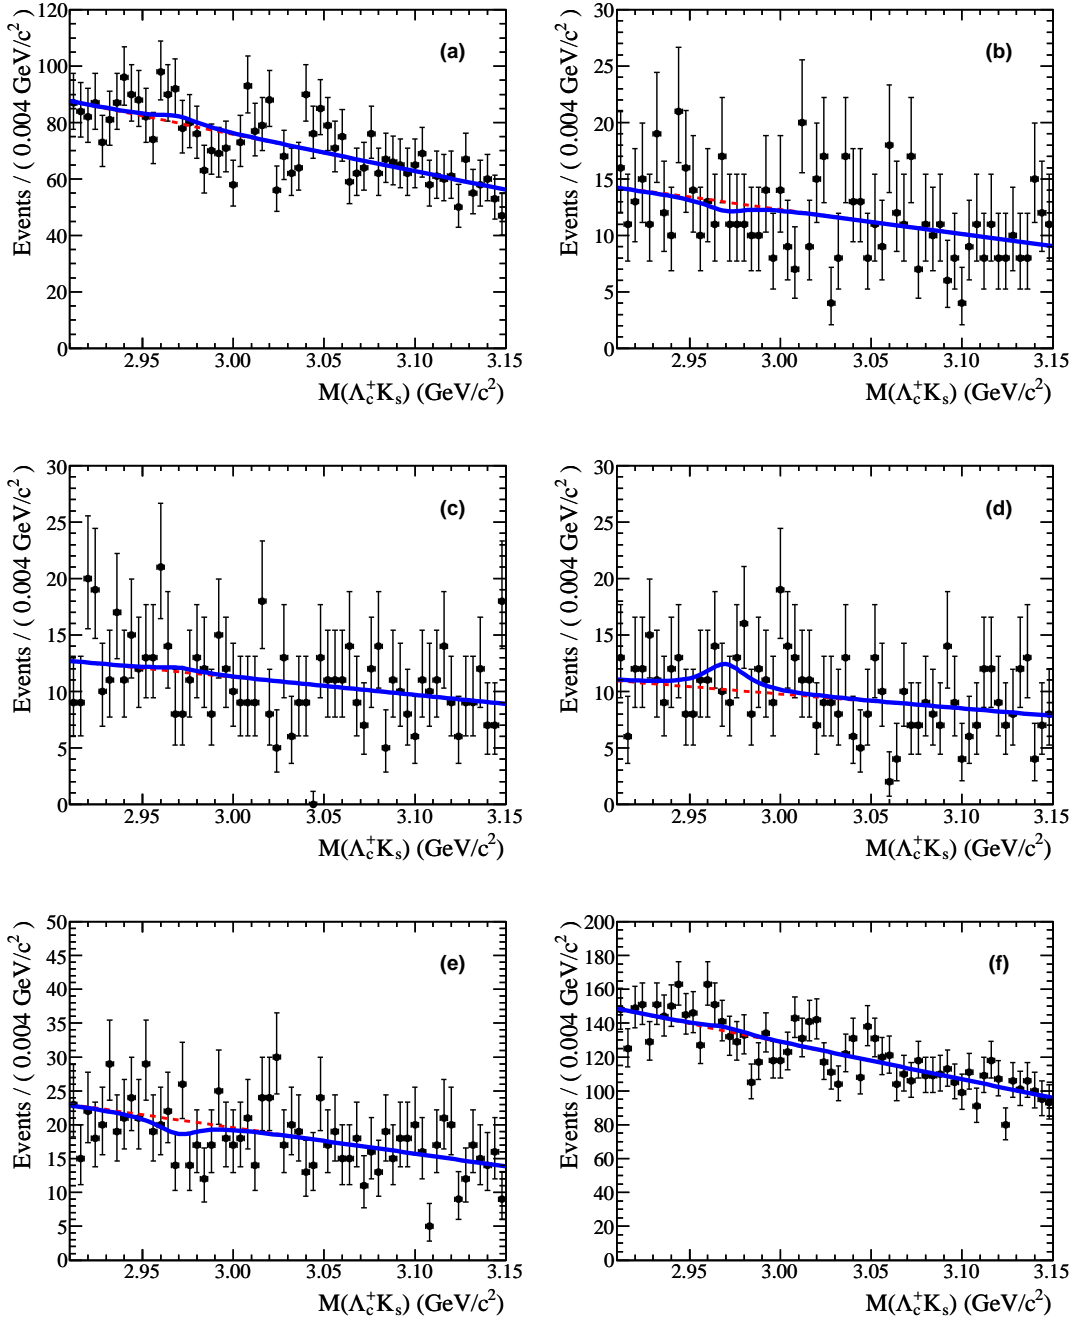 Events / ( 0.004 GeV/c² )
120
100
80
60
40
20
0
(a)
2.95 3.00 3.05 3.10 3.15
M(Λc⁺Ks) (GeV/c²)
Events / ( 0.004 GeV/c² )
30
25
20
15
10
5
0
(b)
2.95 3.00 3.05 3.10 3.15
M(Λc⁺Ks) (GeV/c²)
Events / ( 0.004 GeV/c² )
30
25
20
15
10
5
0
(c)
2.95 3.00 3.05 3.10 3.15
M(Λc⁺Ks) (GeV/c²)
Events / ( 0.004 GeV/c² )
30
25
20
15
10
5
0
(d)
2.95 3.00 3.05 3.10 3.15
M(Λc⁺Ks) (GeV/c²)
Events / ( 0.004 GeV/c² )
50
45
40
35
30
25
20
15
10
5
0
(e)
2.95 3.00 3.05 3.10 3.15
M(Λc⁺Ks) (GeV/c²)
Events / ( 0.004 GeV/c² )
200
180
160
140
120
100
80
60
40
20
0
(f)
2.95 3.00 3.05 3.10 3.15
M(Λc⁺Ks) (GeV/c²)